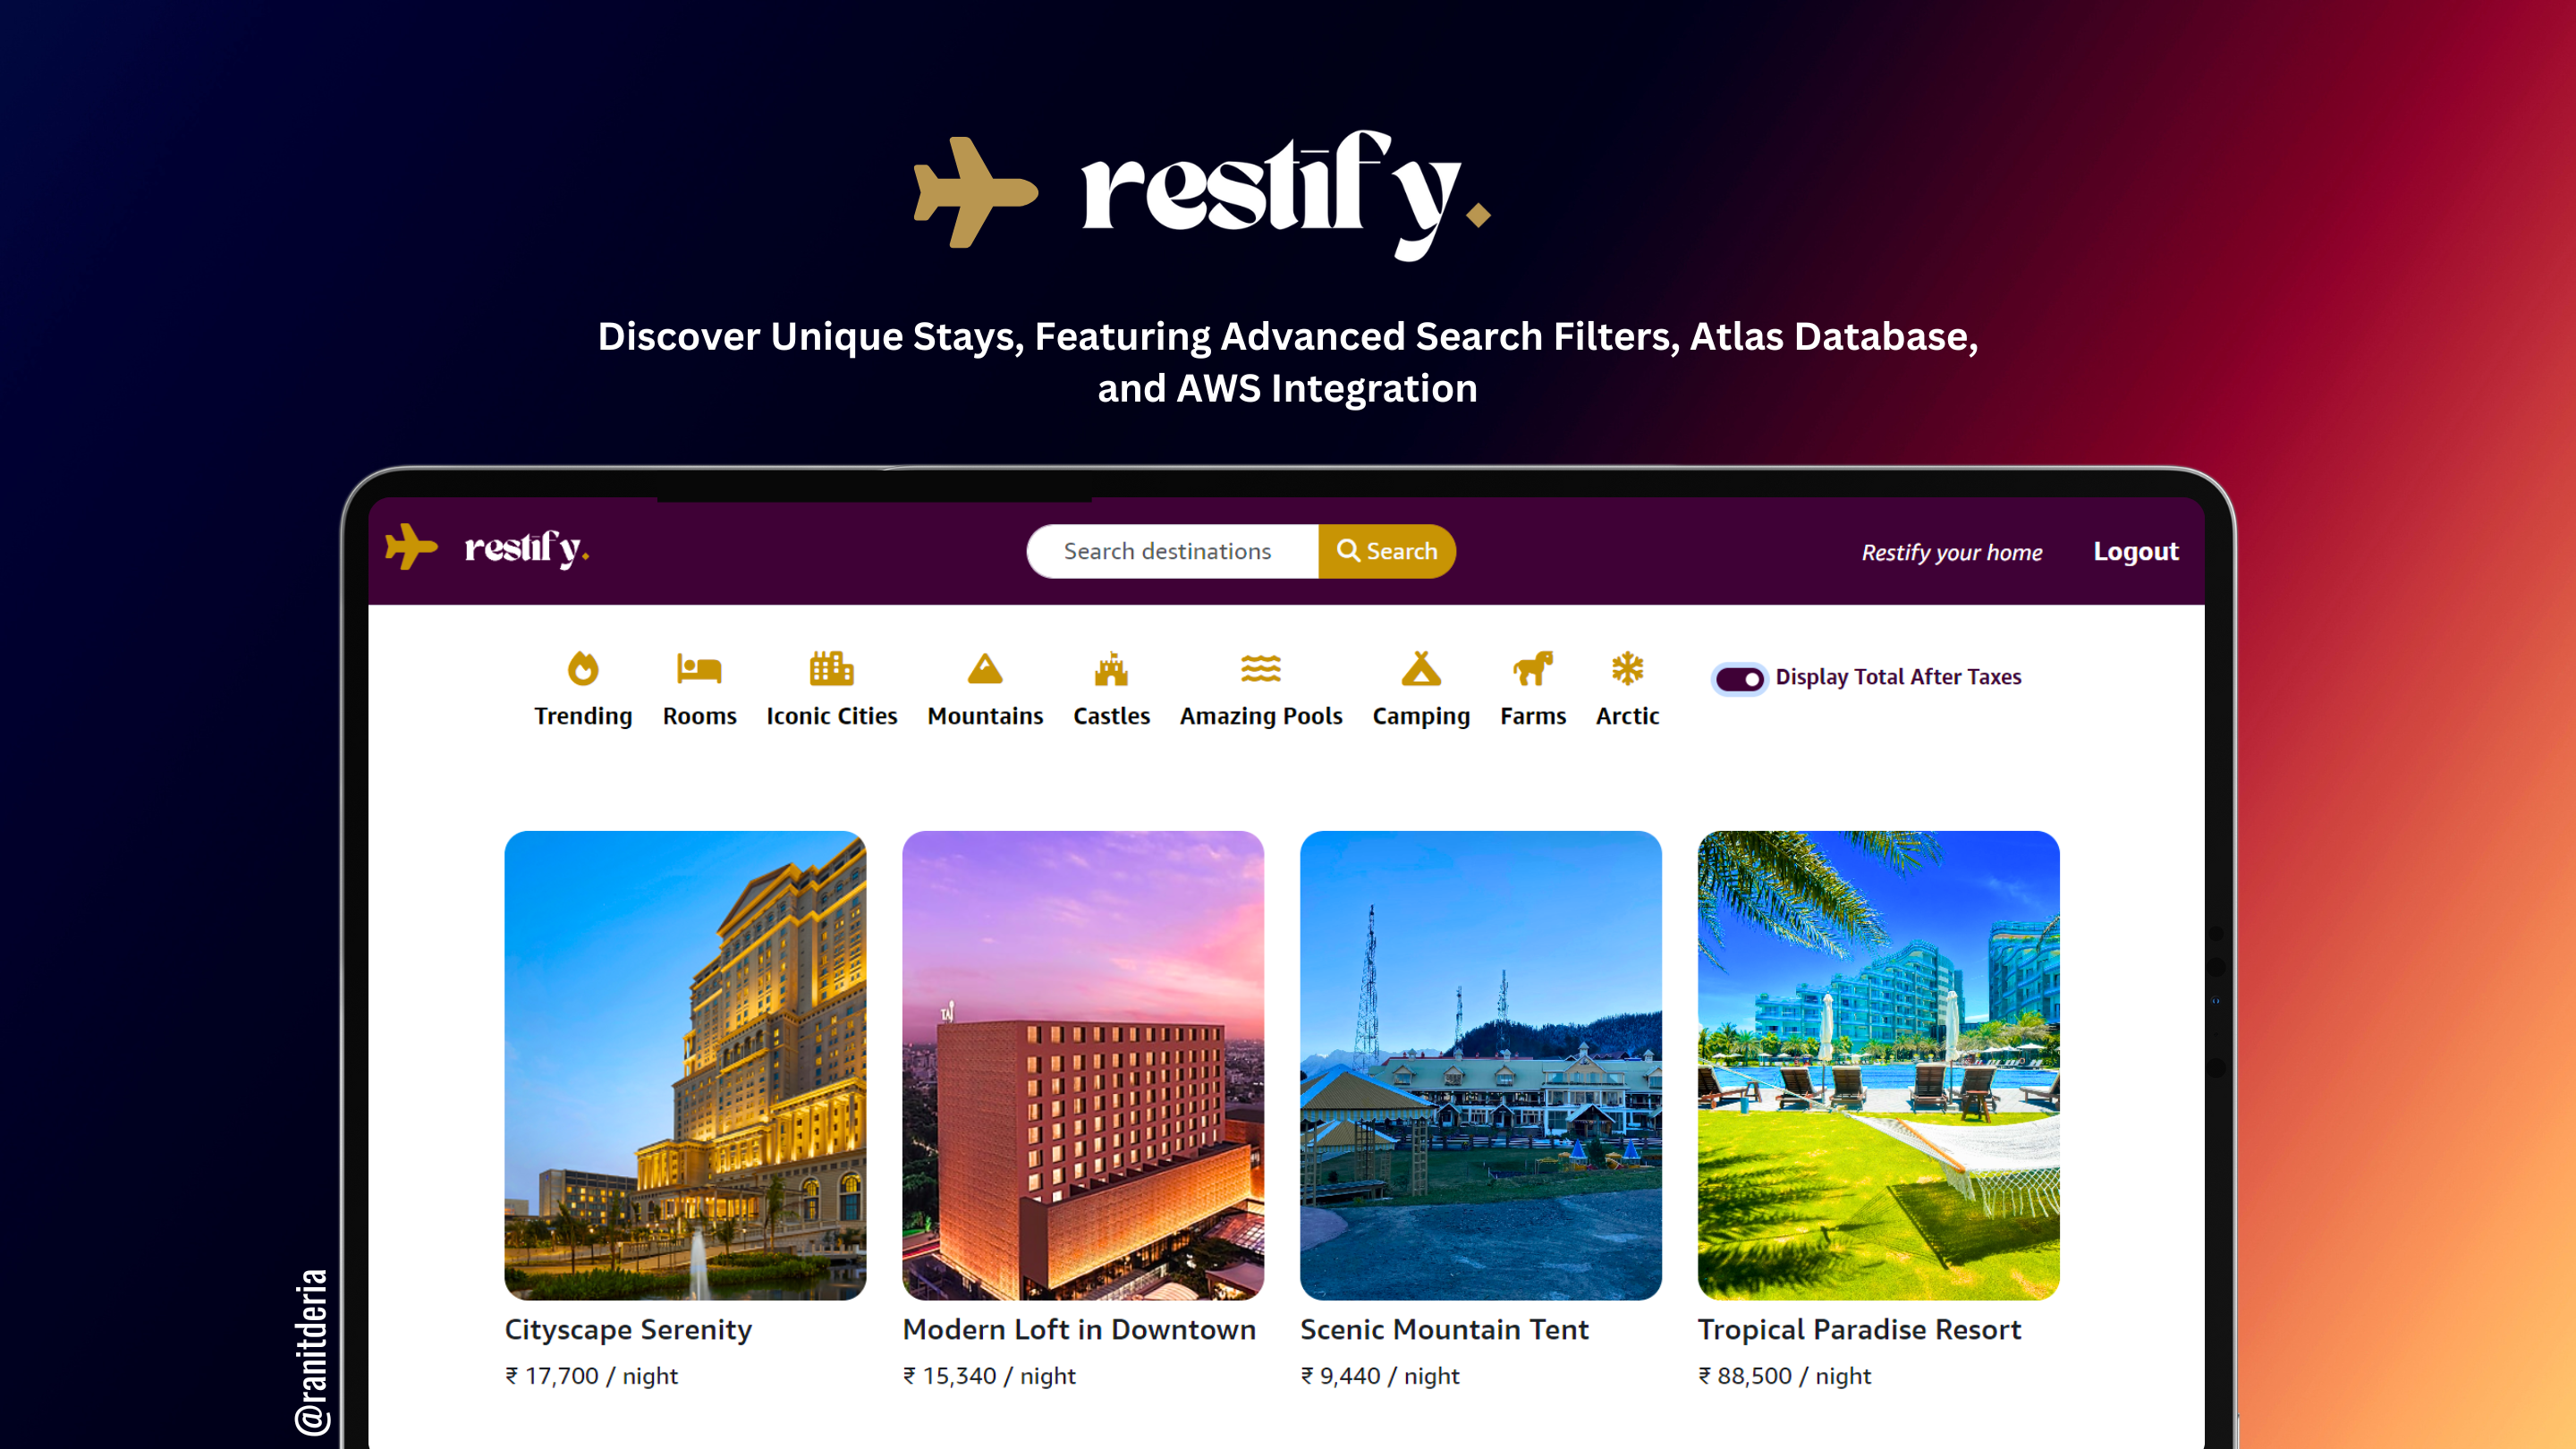 restify.
Discover Unique Stays, Featuring Advanced Search Filters, Atlas Database,
and AWS Integration
restify.
Search destinations
Search
Restify your home
Logout
Trending
Rooms
Iconic Cities
Mountains
Castles
Amazing Pools
Camping
Farms
Arctic
Display Total After Taxes
TAJ
Cityscape Serenity
₹ 17,700 / night
Modern Loft in Downtown
₹ 15,340 / night
Scenic Mountain Tent
₹ 9,440 / night
Tropical Paradise Resort
₹ 88,500 / night
@ranitderia